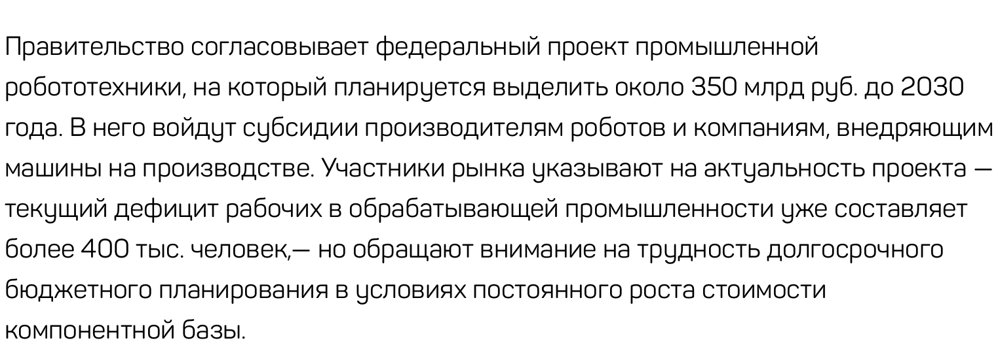 Правительство согласовывает федеральный проект промышленной
робототехники, на который планируется выделить около 350 млрд руб. до 2030
года. В него войдут субсидии производителям роботов и компаниям, внедряющим
машины на производстве. Участники рынка указывают на актуальность проекта —
текущий дефицит рабочих в обрабатывающей промышленности уже составляет
более 400 тыс. человек,— но обращают внимание на трудность долгосрочного
бюджетного планирования в условиях постоянного роста стоимости
компонентной базы.